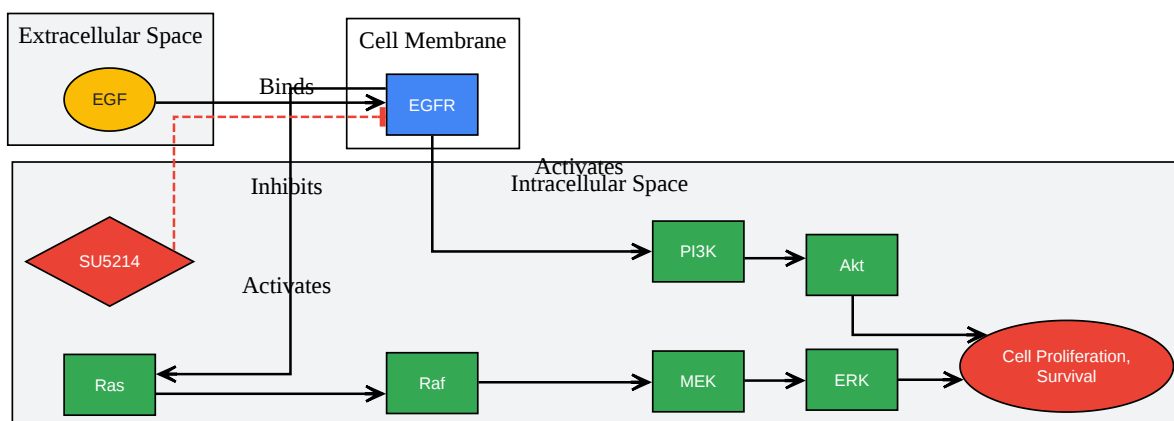 Extracellular Space
Cell Membrane
EGF
Binds
EGFR
Activates
Intracellular Space
Inhibits
SU5214
Activates
PI3K
Akt
Ras
Raf
MEK
ERK
Cell Proliferation,
Survival